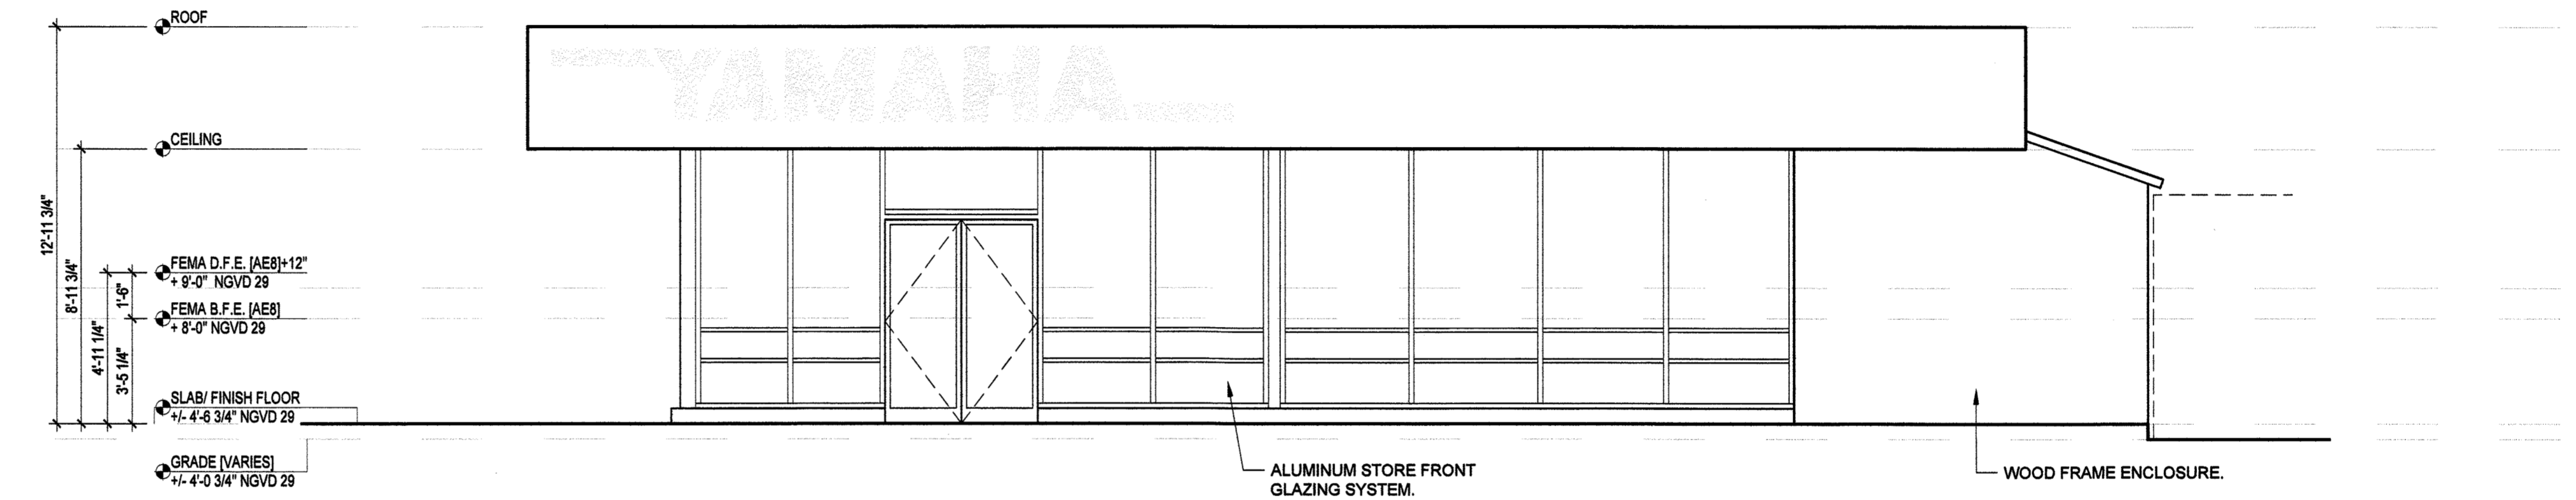 ROOF
YAMAHA
CEILING
12'-11 3/4"
8'-11 3/4"
4'-11 1/4"
1'-6"
3'-5 1/4"
FEMA D.F.E. [AE8]+12"
+ 9'-0" NGVD 29
FEMA B.F.E. [AE8]
+ 8'-0" NGVD 29
SLAB/ FINISH FLOOR
+/- 4'-6 3/4" NGVD 29
GRADE [VARIES]
+/- 4'-0 3/4" NGVD 29
ALUMINUM STORE FRONT
GLAZING SYSTEM.
WOOD FRAME ENCLOSURE.